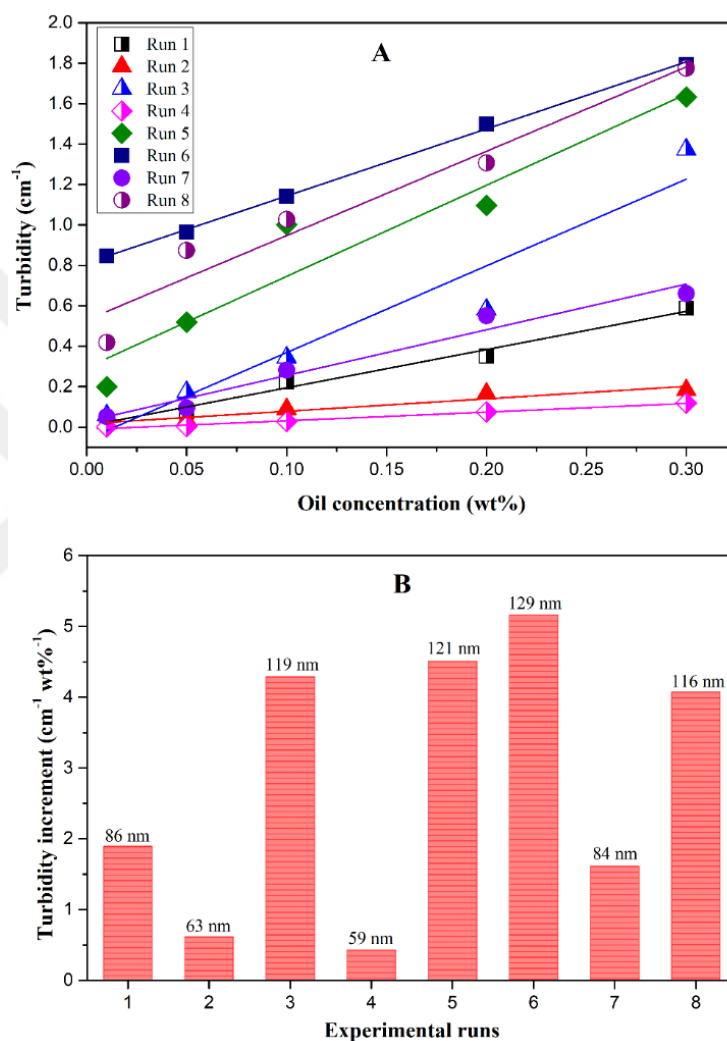 A
Run 1
Run 2
Run 3
Run 4
Run 5
Run 6
Run 7
Run 8
Turbidity (cm-1)
2.0
1.8
1.6
1.4
1.2
1.0
0.8
0.6
0.4
0.2
0.0
0.00 0.05 0.10 0.15 0.20 0.25 0.30
Oil concentration (wt%)
B
Turbidity increment (cm-1 wt%-1)
6
5
4
3
2
1
0
86 nm
63 nm
119 nm
59 nm
121 nm
129 nm
84 nm
116 nm
1 2 3 4 5 6 7 8
Experimental runs